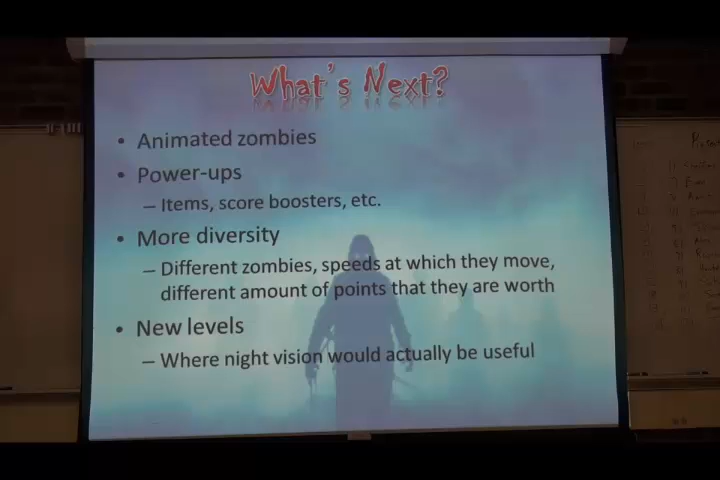 What's Next?
• Animated zombies
• Power-ups
– Items, score boosters, etc.
• More diversity
– Different zombies, speeds at which they move,
different amount of points that they are worth
• New levels
– Where night vision would actually be useful